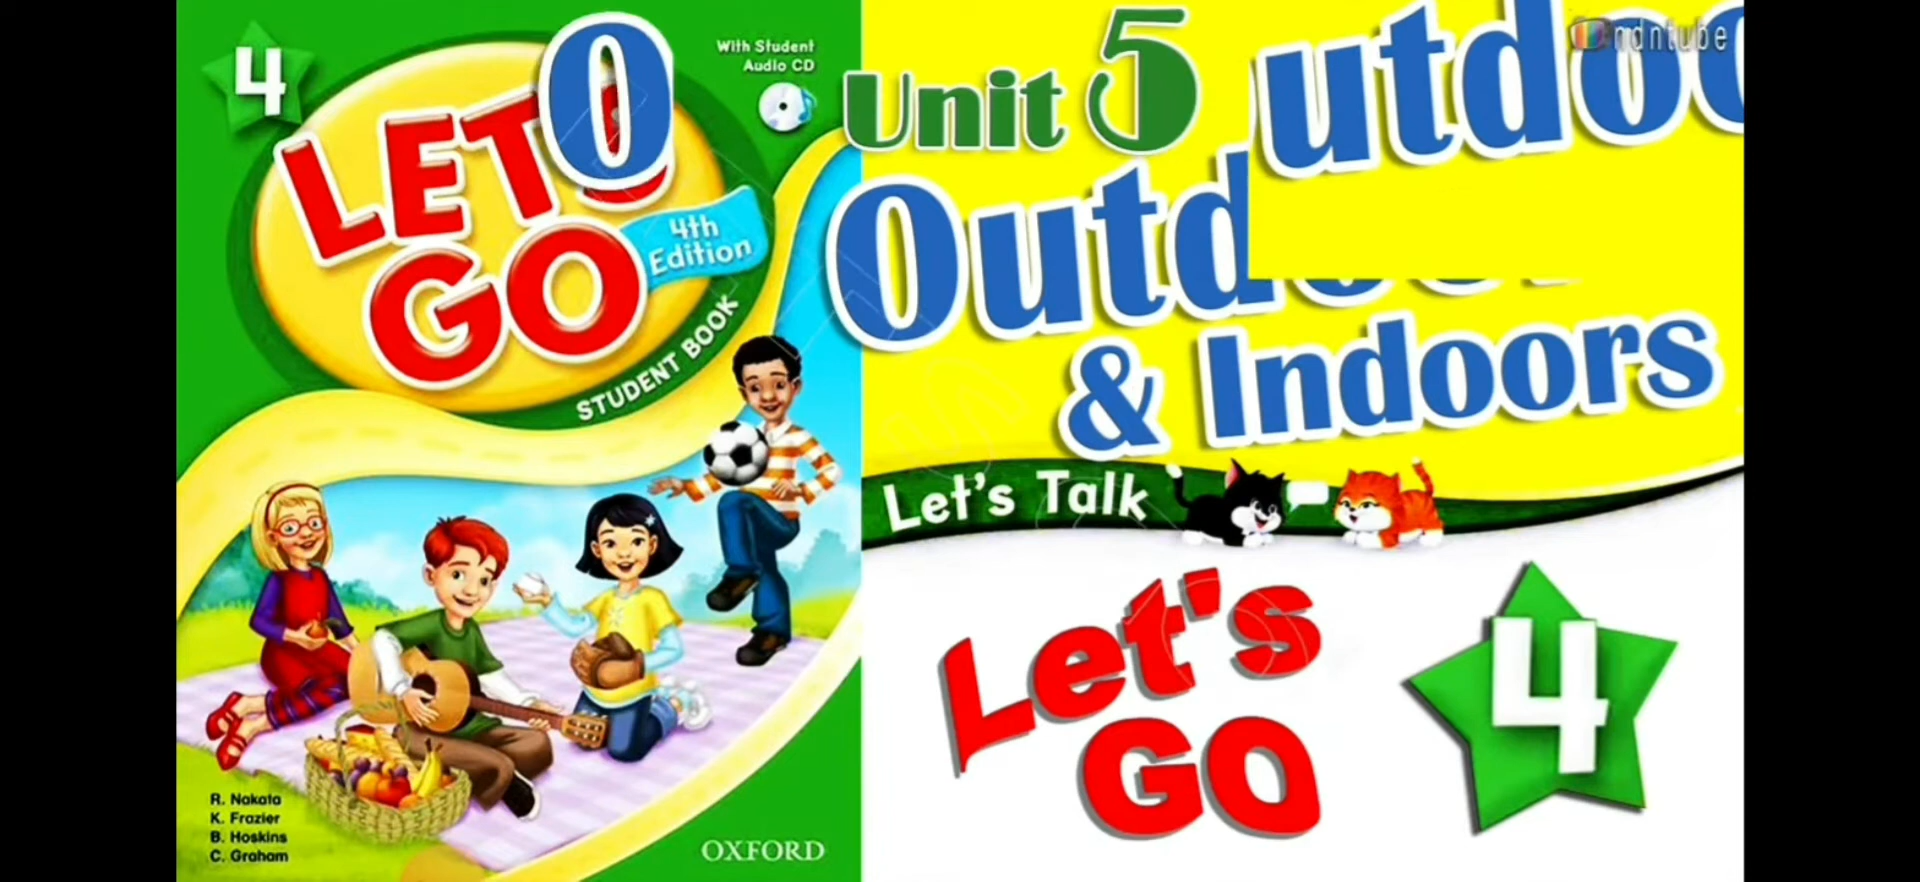 4
With Student
Audio CD
LET
O
GO
4th
Edition
STUDENT BOOK
R. Nakata
K. Frazier
B. Hoskins
C. Graham
OXFORD
Unit 5
utdoo
Outd
& Indoors
Let's Talk
Let's
GO
4